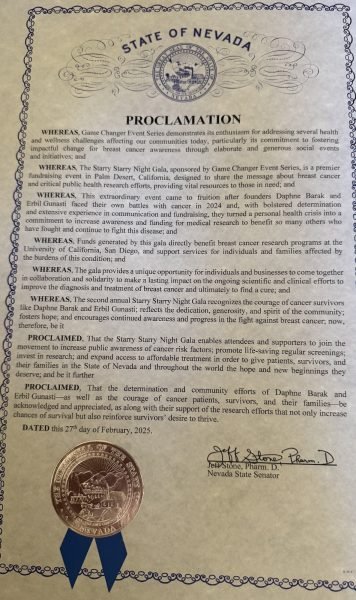 STATE OF NEVADA
PROCLAMATION
WHEREAS, Game Changer Event Series demonstrates its enthusiasm for addressing several health
and wellness challenges affecting our communities today, particularly its commitment to fostering
impactful change for breast cancer awareness through elaborate and generous social events
and initiatives; and
WHEREAS, The Starry Starry Night Gala, sponsored by Game Changer Event Series, is a premier
fundraising event in Palm Desert, California, designed to share the message about breast cancer
and critical public health research efforts, providing vital resources to those in need; and
WHEREAS, This extraordinary event came to fruition after founders Daphne Barak and
Erbil Gunasti faced their own battles with cancer in 2024, and with bolstered determination
and extensive experience in communication and fundraising, they turned a personal health crisis into a
commitment to increase awareness and funding for medical research to benefit so many others who
have fought and continue to fight this disease; and
WHEREAS, Funds generated by this gala directly benefit breast cancer research programs at the
University of California, San Diego, and support services for individuals and families affected by
the burdens of this condition; and
WHEREAS, The gala provides a unique opportunity for individuals and businesses to come together
in collaboration and solidarity to make a lasting impact on the ongoing scientific and clinical efforts to
improve the diagnosis and treatment of breast cancer and ultimately to find a cure; and
WHEREAS, The second annual Starry Starry Night Gala recognizes the courage of cancer survivors
like Daphne Barak and Erbil Gunasti; reflects the dedication, generosity, and spirit of the community;
fosters hope; and encourages continued awareness and progress in the fight against breast cancer; now,
therefore, be it
PROCLAIMED, That the Starry Starry Night Gala enables attendees and supporters to join the
movement to increase public awareness of cancer risk factors; promote life-saving regular screenings;
invest in research; and expand access to affordable treatment in order to give patients, survivors, and
their families in the State of Nevada and throughout the world the hope and new beginnings they
deserve; and be it further
PROCLAIMED, That the determination and community efforts of Daphne Barak and
Erbil Gunasti—as well as the courage of cancer patients, survivors, and their families—be
acknowledged and appreciated, as along with their support of the research efforts that not only increase
chances of survival but also reinforce survivors' desire to thrive.
DATED this 27th day of February, 2025.
Jeff Stone, Pharm. D
Jeff Stone, Pharm. D.
Nevada State Senator
NEVADA